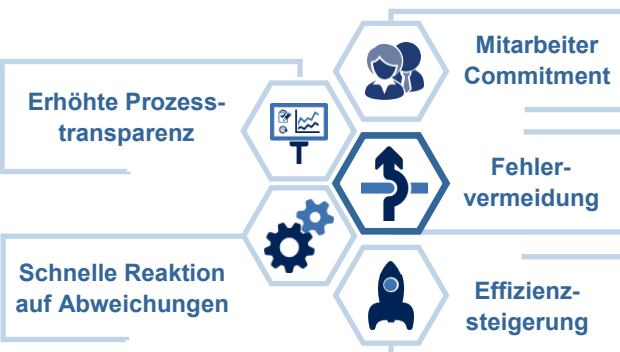 Mitarbeiter
Commitment
Erhöhte Prozess-
transparenz
Fehler-
vermeidung
Schnelle Reaktion
auf Abweichungen
Effizienz-
steigerung